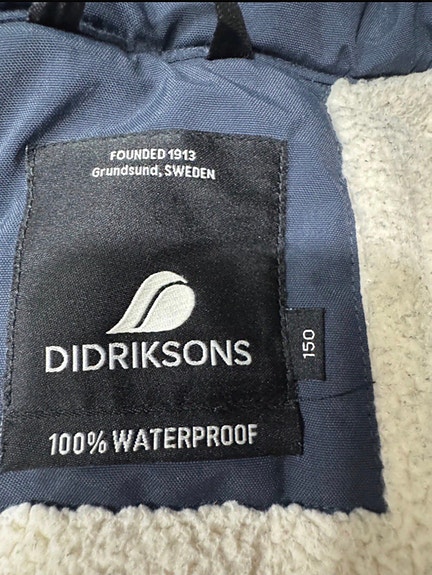 FOUNDED 1913
Grundsund, SWEDEN
DIDRIKSONS
150
100% WATERPROOF